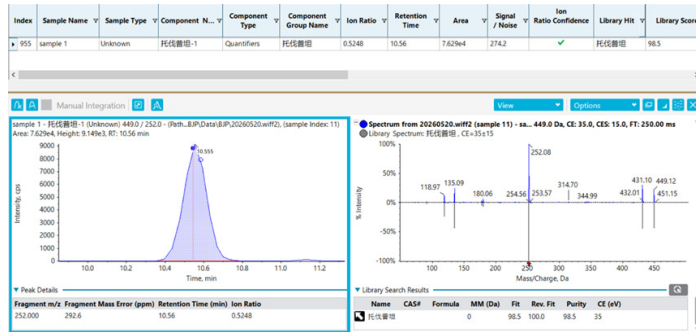 Index Sample Name Sample Type Component N... Component Type Component Group Name Ion Ratio Retention Time Area Signal / Noise Ion Ratio Confidence Library Hit Library Score
955 sample 1 Unknown 托伐普坦-1 Quantifiers 托伐普坦 0.5248 10.56 7.629e4 274.2 托伐普坦 98.5
Manual Integration View Options
sample 1 - 托伐普坦-1 (Unknown) 449.0 / 252.0 - (Path...BJP\Data\BJP\20260520.wiff2), (sample Index: 11)
Area: 7.629e4, Height: 9.149e3, RT: 10.56 min
Intensity, cps
9000
8000
7000
6000
5000
4000
3000
2000
1000
0
10.555
10.0 10.2 10.4 10.6 10.8 11.0 11.2
Time, min
Peak Details
Fragment m/z Fragment Mass Error (ppm) Retention Time (min) Ion Ratio
252.000 292.6 10.56 0.5248
Spectrum from 20260520.wiff2 (sample 11) - sa... 449.0 Da, CE: 35.0, CES: 15.0, FT: 250.00 ms
Library Spectrum: 托伐普坦 , CE=35±15
% Intensity
100%
50%
0%
-50%
-100%
252.08
118.97 135.09 180.06 254.56 253.57 314.70 344.99 431.10 449.12
432.01 451.15
100 150 200 250 300 350 400 450
Mass/Charge, Da
Library Search Results
Name CAS# Formula MM (Da) Fit Rev. Fit Purity CE (eV)
托伐普坦 0 98.5 100.0 98.5 35